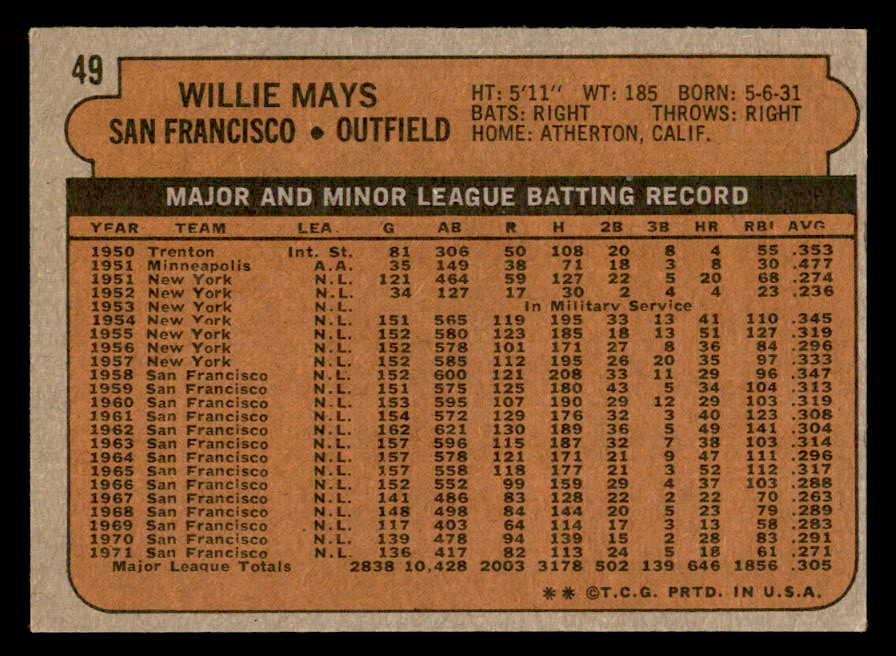 49
WILLIE MAYS
SAN FRANCISCO • OUTFIELD
HT: 5'11" WT: 185 BORN: 5-6-31
BATS: RIGHT THROWS: RIGHT
HOME: ATHERTON, CALIF.
MAJOR AND MINOR LEAGUE BATTING RECORD
YEAR TEAM LEA. G AB R H 2B 3B HR RBI AVG
1950 Trenton Int. St. 81 306 50 108 20 8 4 55 .353
1951 Minneapolis A.A. 35 149 38 71 18 3 8 30 .477
1951 New York N.L. 121 464 59 127 22 5 20 68 .274
1952 New York N.L. 34 127 17 30 2 4 4 23 .236
1953 New York N.L. In Military Service
1954 New York N.L. 151 565 119 195 33 13 41 110 .345
1955 New York N.L. 152 580 123 185 18 13 51 127 .319
1956 New York N.L. 152 578 101 171 27 8 36 84 .296
1957 New York N.L. 152 585 112 195 26 20 35 97 .333
1958 San Francisco N.L. 152 600 121 208 33 11 29 96 .347
1959 San Francisco N.L. 151 575 125 180 43 5 34 104 .313
1960 San Francisco N.L. 153 595 107 190 29 12 29 103 .319
1961 San Francisco N.L. 154 572 129 176 32 3 40 123 .308
1962 San Francisco N.L. 162 621 130 189 36 5 49 141 .304
1963 San Francisco N.L. 157 596 115 187 32 7 38 103 .314
1964 San Francisco N.L. 157 578 121 171 21 9 47 111 .296
1965 San Francisco N.L. 157 558 118 177 21 3 52 112 .317
1966 San Francisco N.L. 152 552 99 159 29 4 37 103 .288
1967 San Francisco N.L. 141 486 83 128 22 2 22 70 .263
1968 San Francisco N.L. 148 498 84 144 20 5 23 79 .289
1969 San Francisco N.L. 117 403 64 114 17 3 13 58 .283
1970 San Francisco N.L. 139 478 94 139 15 2 28 83 .291
1971 San Francisco N.L. 136 417 82 113 24 5 18 61 .271
Major League Totals 2838 10,428 2003 3178 502 139 646 1856 .305
** ©T.C.G. PRTD. IN U.S.A.